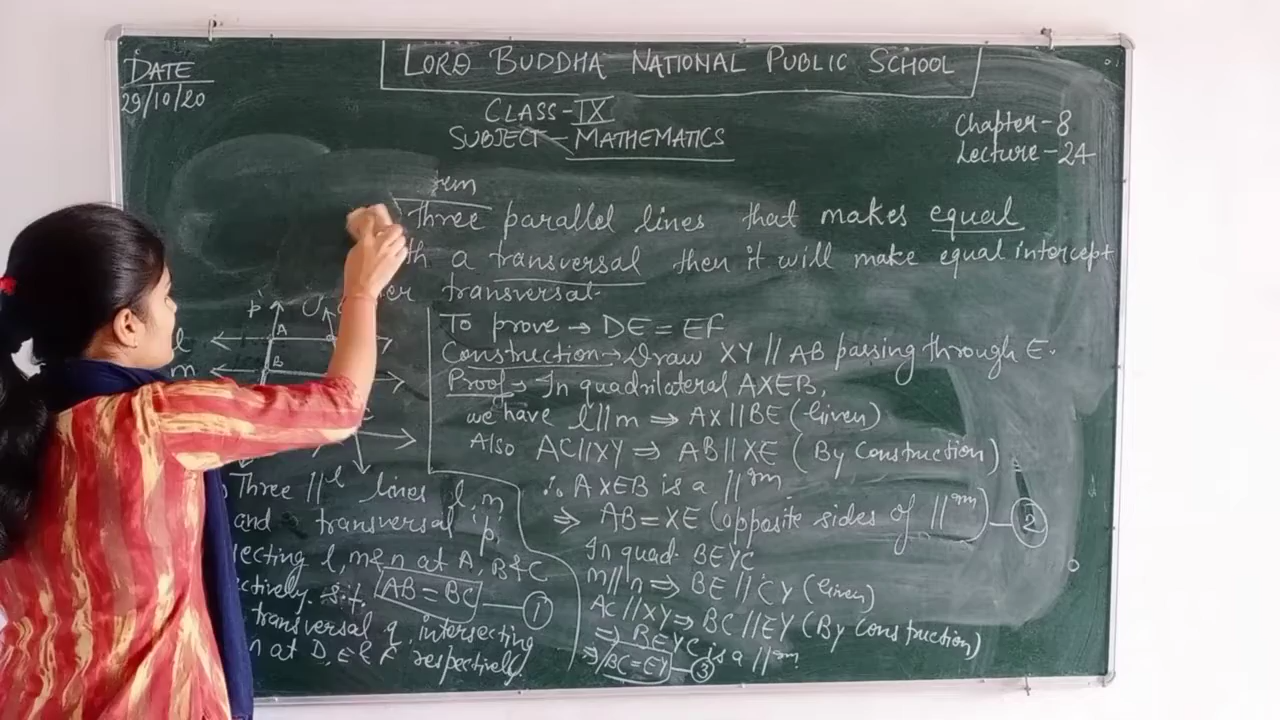 DATE
29/10/20
LORD BUDDHA NATIONAL PUBLIC SCHOOL
CLASS-IX
SUBJECT-MATHEMATICS
Chapter-8
Lecture-24
rem
three parallel lines that makes equal
th a transversal then it will make equal intercept
her transversal.
To prove → DE = EF
Construction → Draw XY // AB passing through E.
Proof → In quadrilateral AXEB,
we have l//m ⇒ AX//BE (Given)
Also AC//XY ⇒ AB//XE (By Construction)
∴ AXEB is a ||gm
⇒ AB = XE (opposite sides of ||gm) — ②
In quad. BEYC
m||n ⇒ BE // CY (Given)
AC//XY ⇒ BC//EY (By Construction)
⇒ BEYC is a ||gm
⇒ BC = EY — ③
p
A
l
B
m
C
Three ||el lines l, m
and a transversal 'p',
secting l, m & n at A, B & C
ctively. s.t, AB = BC — ①
transversal q, intersecting
n at D, E & F respectively.